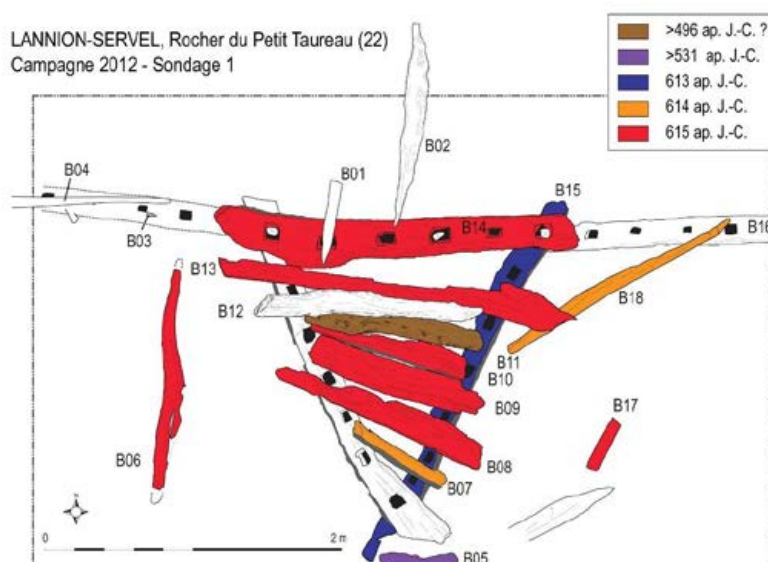 LANNION-SERVEL, Rocher du Petit Taureau (22)
Campagne 2012 - Sondage 1
>496 ap. J.-C. ?
>531 ap. J.-C.
613 ap. J.-C.
614 ap. J.-C.
615 ap. J.-C.
B02
B04
B01
B15
B03
B14
B16
B13
B18
B12
B11
B10
B09
B17
B06
B08
B07
N
0
2 m
B05